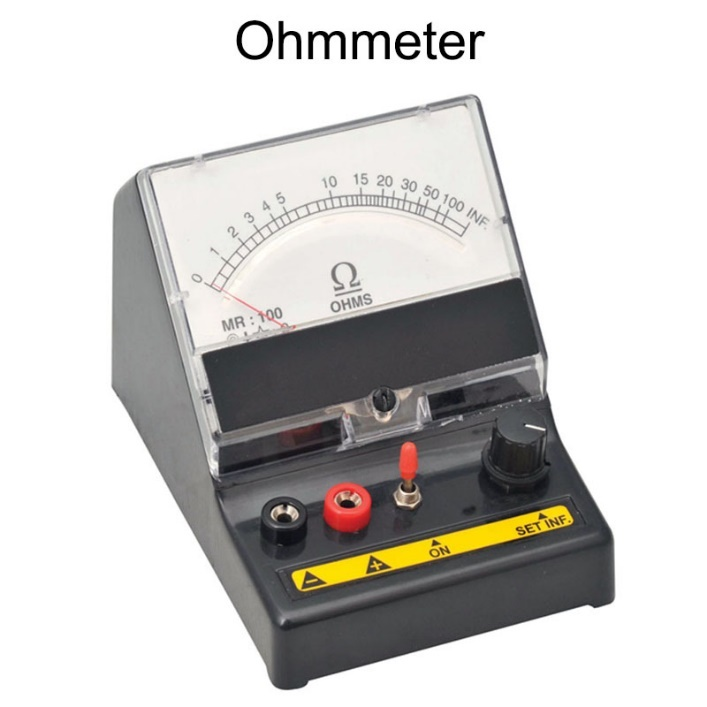 Ohmmeter
0 1 2 3 4 5 10 15 20 30 50 100 INF.
Ω
OHMS
MR : 100
- + ON SET INF.